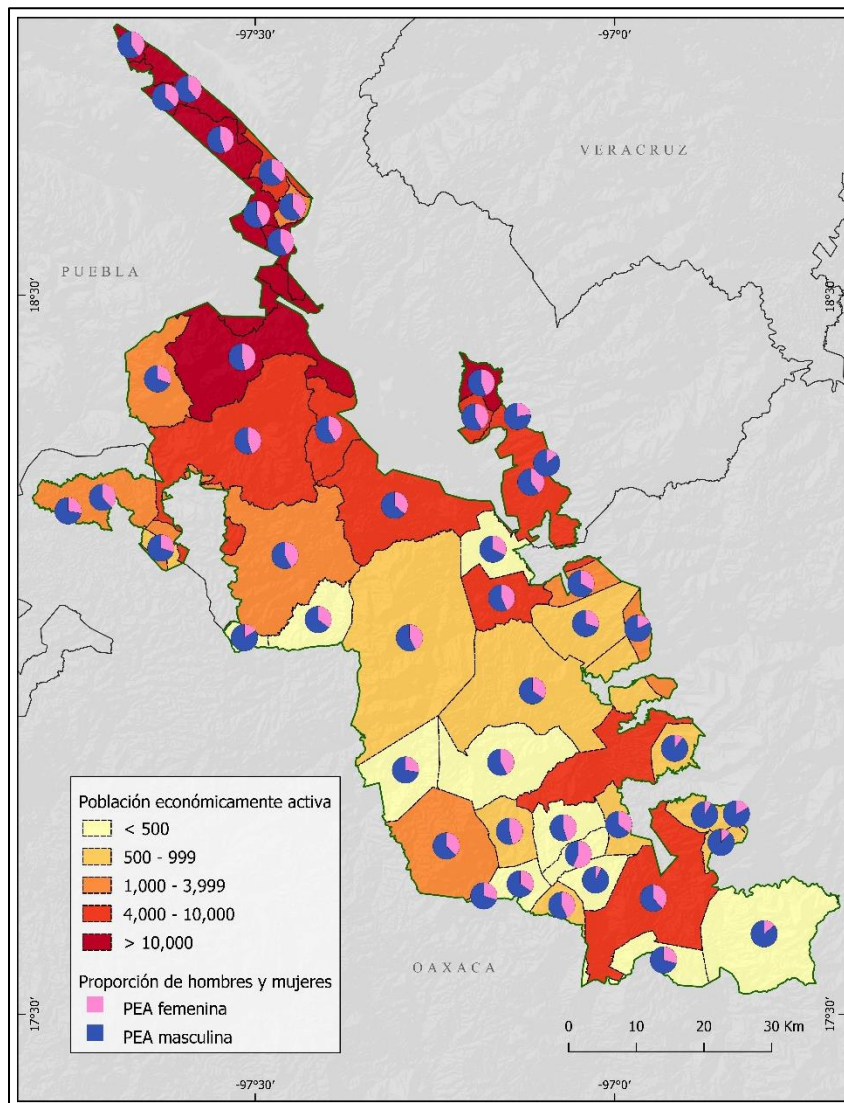 -97°30'
-97°0'
VERACRUZ
PUEBLA
18°30'
18°30'
Población económicamente activa
< 500
500 - 999
1,000 - 3,999
4,000 - 10,000
> 10,000
Proporción de hombres y mujeres
PEA femenina
PEA masculina
OAXACA
17°30'
17°30'
0 10 20 30 Km
-97°30'
-97°0'